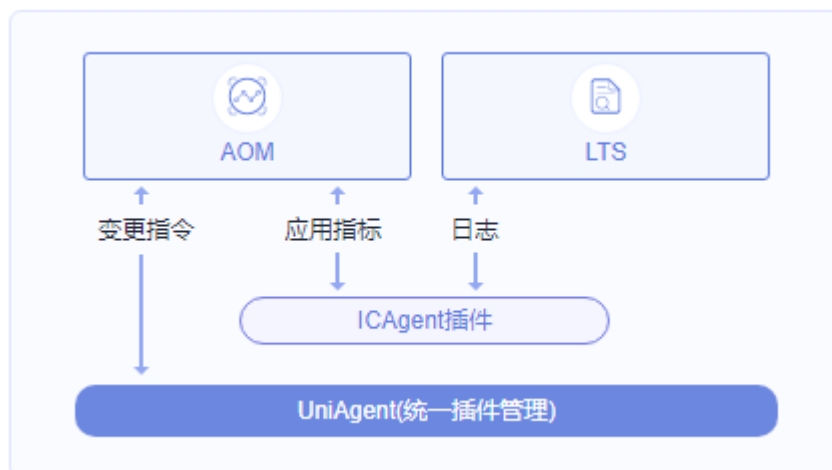 AOM
LTS
变更指令
应用指标
日志
ICAgent插件
UniAgent(统一插件管理)